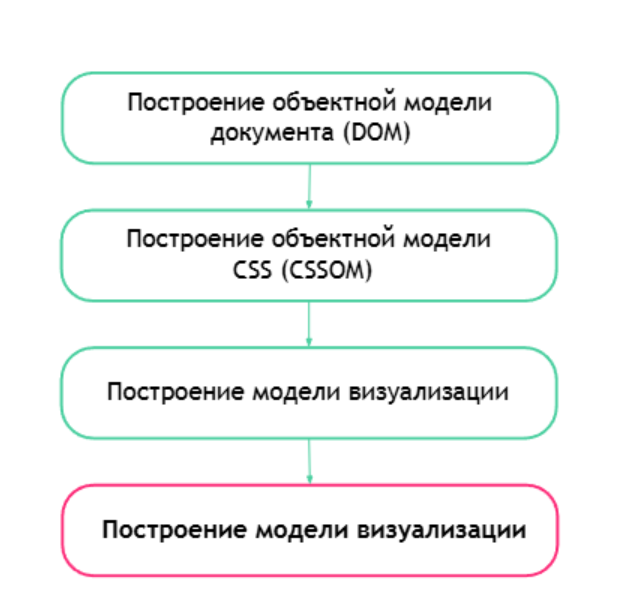 Построение объектной модели
документа (DOM)
Построение объектной модели
CSS (CSSOM)
Построение модели визуализации
Построение модели визуализации